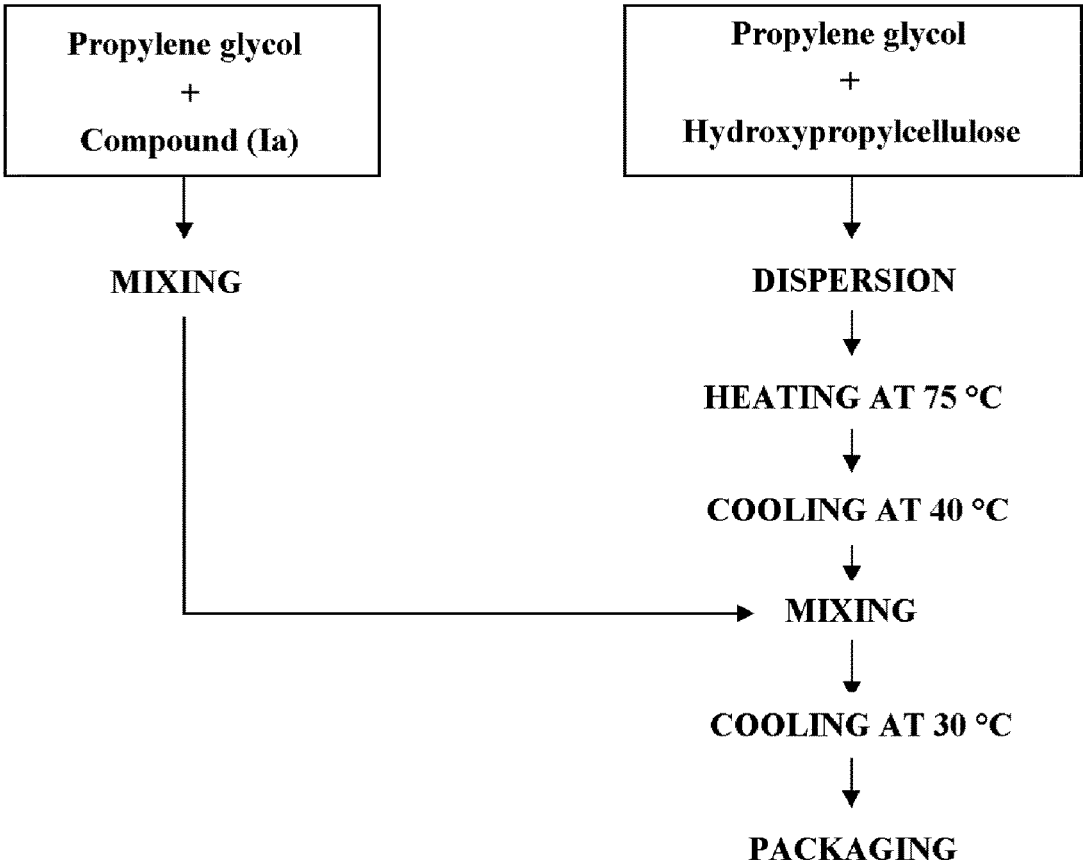 Propylene glycol
+
Compound (Ia)
MIXING
Propylene glycol
+
Hydroxypropylcellulose
DISPERSION
HEATING AT 75 °C
COOLING AT 40 °C
MIXING
COOLING AT 30 °C
PACKAGING